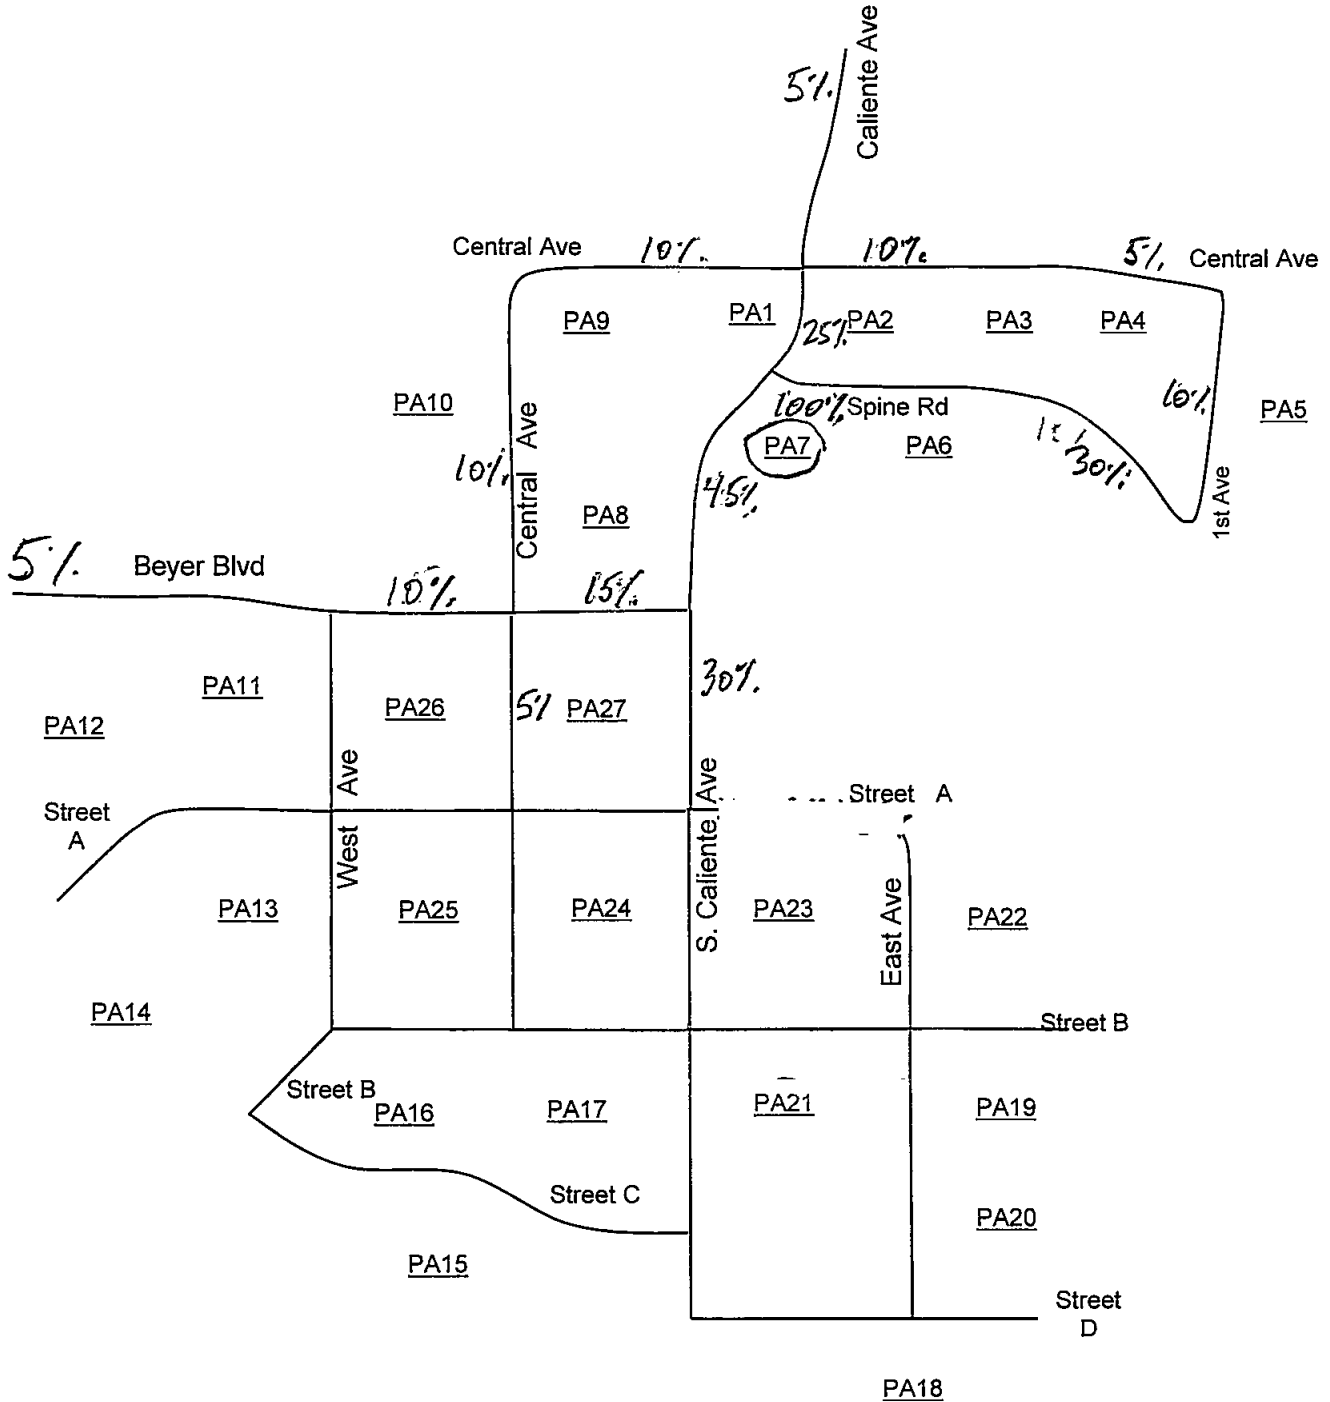 Caliente Ave
5%
Central Ave
10%
10%
5%
Central Ave
PA9
PA1
25%
PA2
PA3
PA4
PA10
Central Ave
100%
Spine Rd
10%
PA5
PA7
PA6
30%
10%
45%
1st Ave
PA8
5%
Beyer Blvd
10%
15%
30%
PA11
PA26
5%
PA27
PA12
West Ave
S. Caliente Ave
Street A
Street
A
PA13
PA25
PA24
PA23
East Ave
PA22
PA14
Street B
Street B
PA16
PA17
PA21
PA19
Street C
PA20
PA15
Street
D
PA18